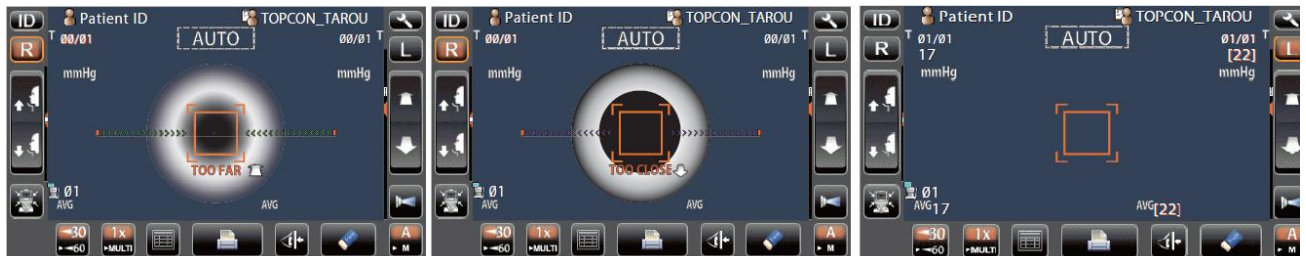 ID Patient ID TOPCON_TAROU
R T 00/01 AUTO 00/01 T L
mmHg mmHg
TOO FAR
01
AVG AVG
30 1x A
►60 ►MULTI ► M
ID Patient ID TOPCON_TAROU
R T 00/01 AUTO 00/01 T L
mmHg mmHg
TOO CLOSE
01
AVG AVG
30 1x A
►60 ►MULTI ► M
ID Patient ID TOPCON_TAROU
R T 01/01 AUTO 01/01 T L
17 [22]
mmHg mmHg
01
AVG 17 AVG [22]
30 1x A
►60 ►MULTI ► M